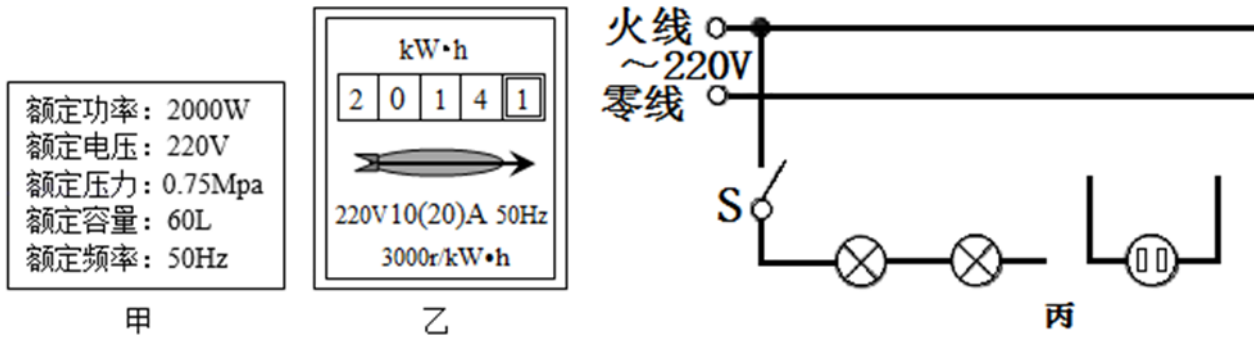 额定功率：2000W
额定电压：220V
额定压力：0.75Mpa
额定容量：60L
额定频率：50Hz
甲
kW•h
2 0 1 4 1
220V 10(20)A 50Hz
3000r/kW•h
乙
火线
～220V
零线
S
丙